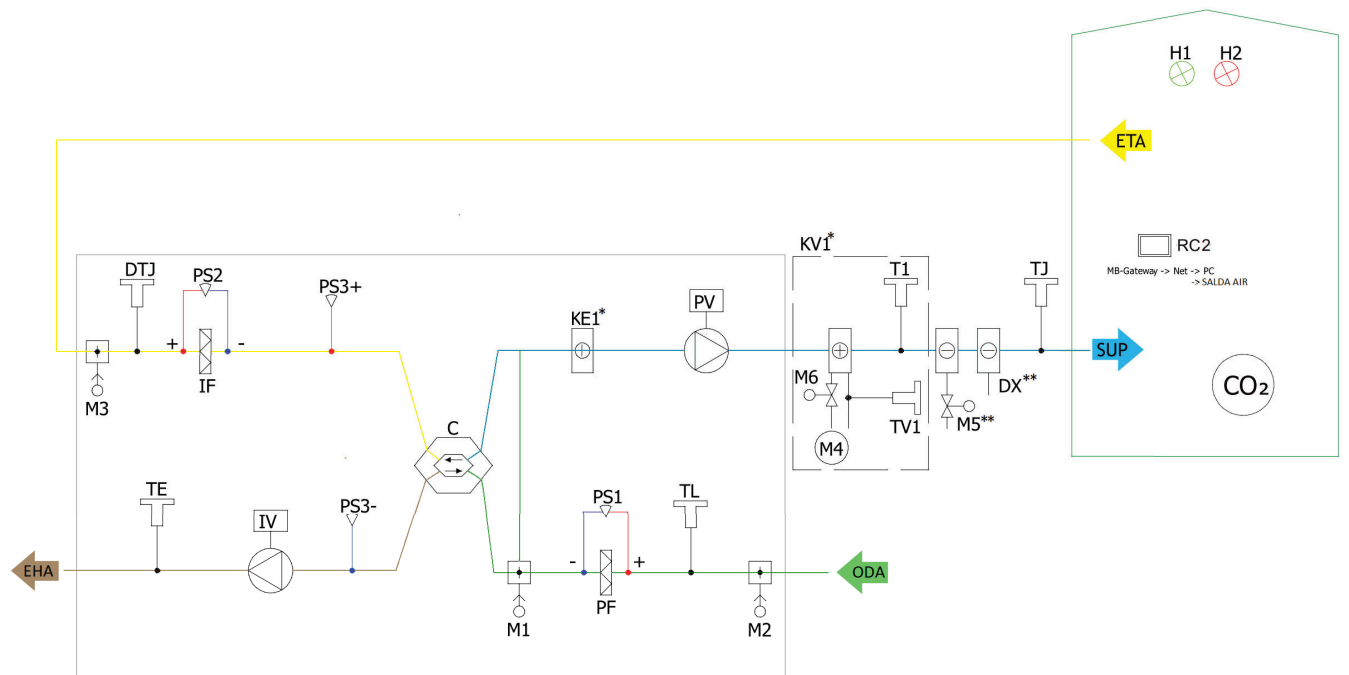 H1 H2
ETA
KV1*
RC2
MB-Gateway -> Net -> PC
-> SALDA AIR
DTJ
PS2
PS3+
KE1*
PV
T1
TJ
+ -
IF
SUP
M3
M6
DX**
M5**
CO₂
TV1
M4
C
TE
IV
PS3-
PS1
TL
EHA
- +
PF
ODA
M1
M2